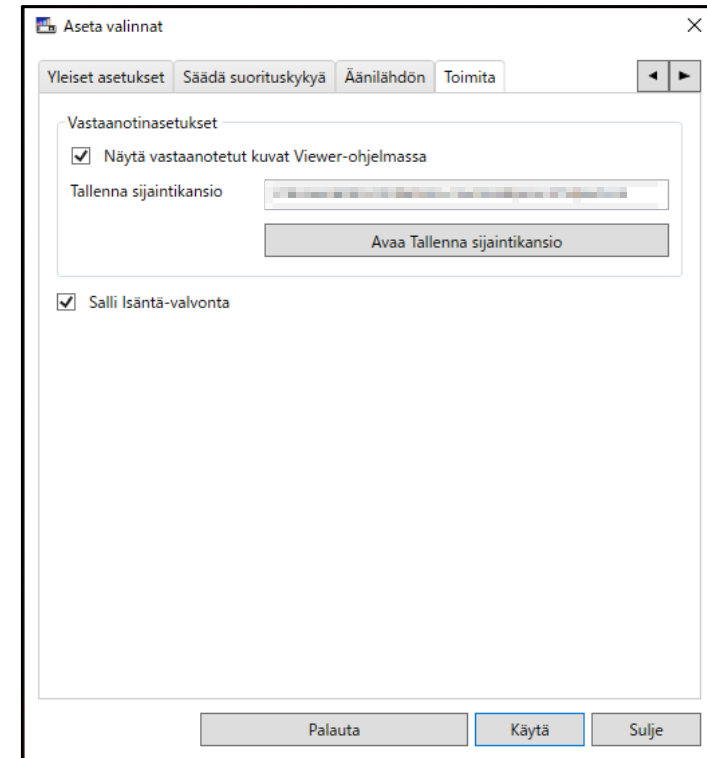 Aseta valinnat
Yleiset asetukset Säädä suorituskykyä Äänilähdön Toimita
Vastaanotinasetukset
Näytä vastaanotetut kuvat Viewer-ohjelmassa
Tallenna sijaintikansio
Avaa Tallenna sijaintikansio
Salli Isäntä-valvonta
Palauta Käytä Sulje